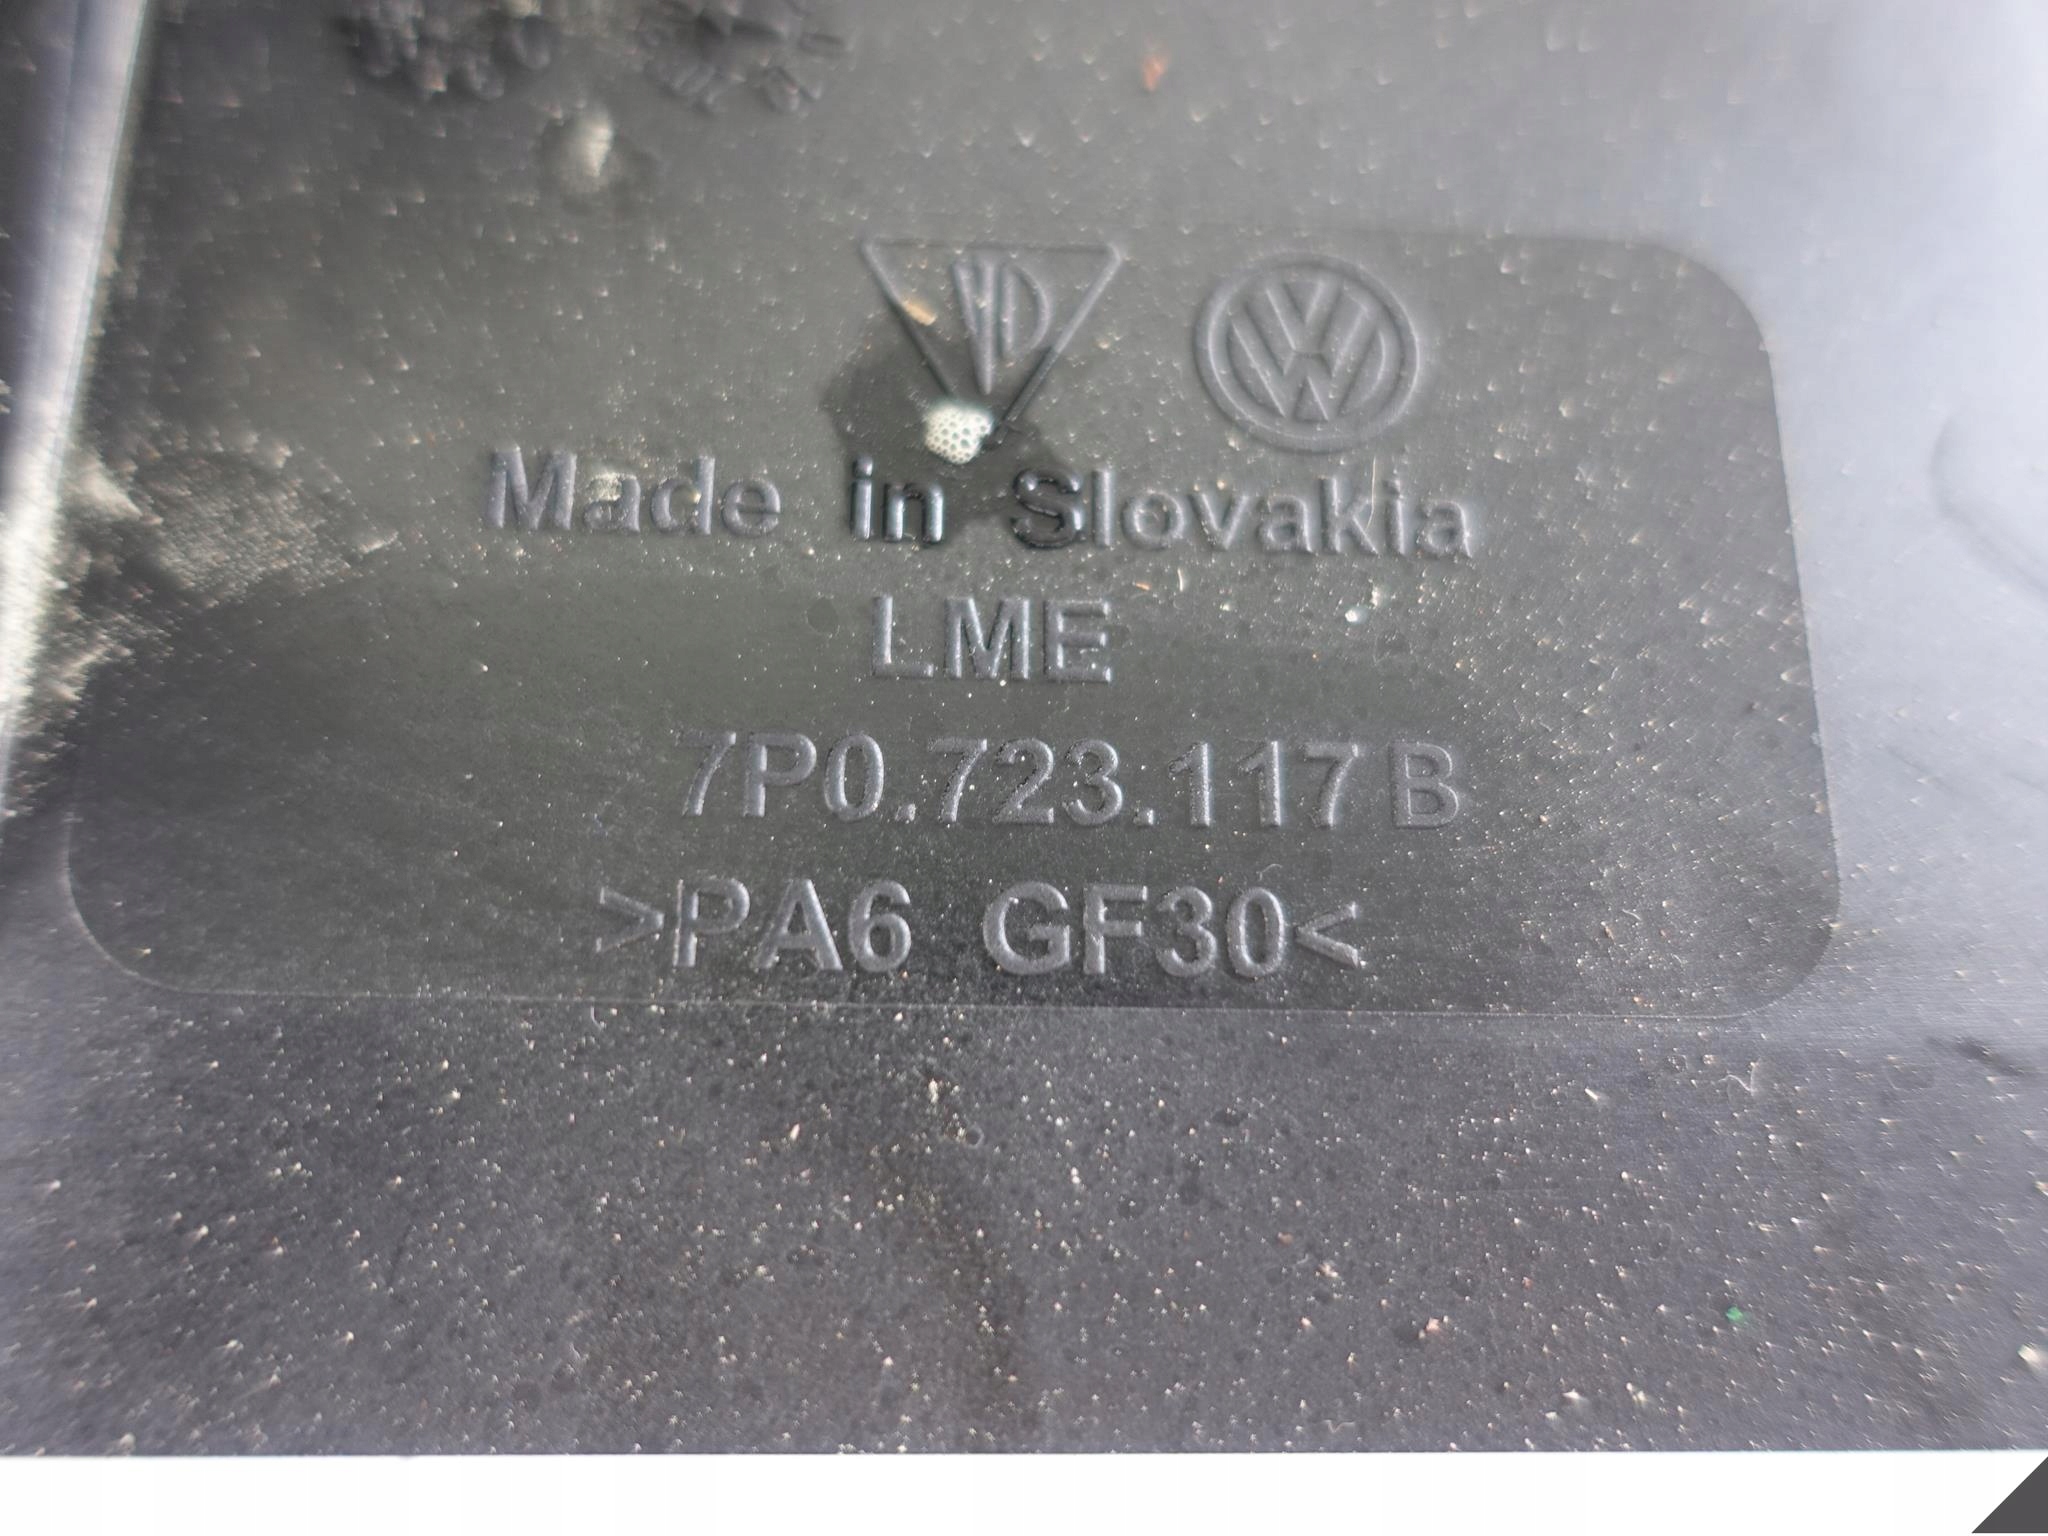 Made in Slovakia
LME
7P0.723.117 B
>PA6 GF30<